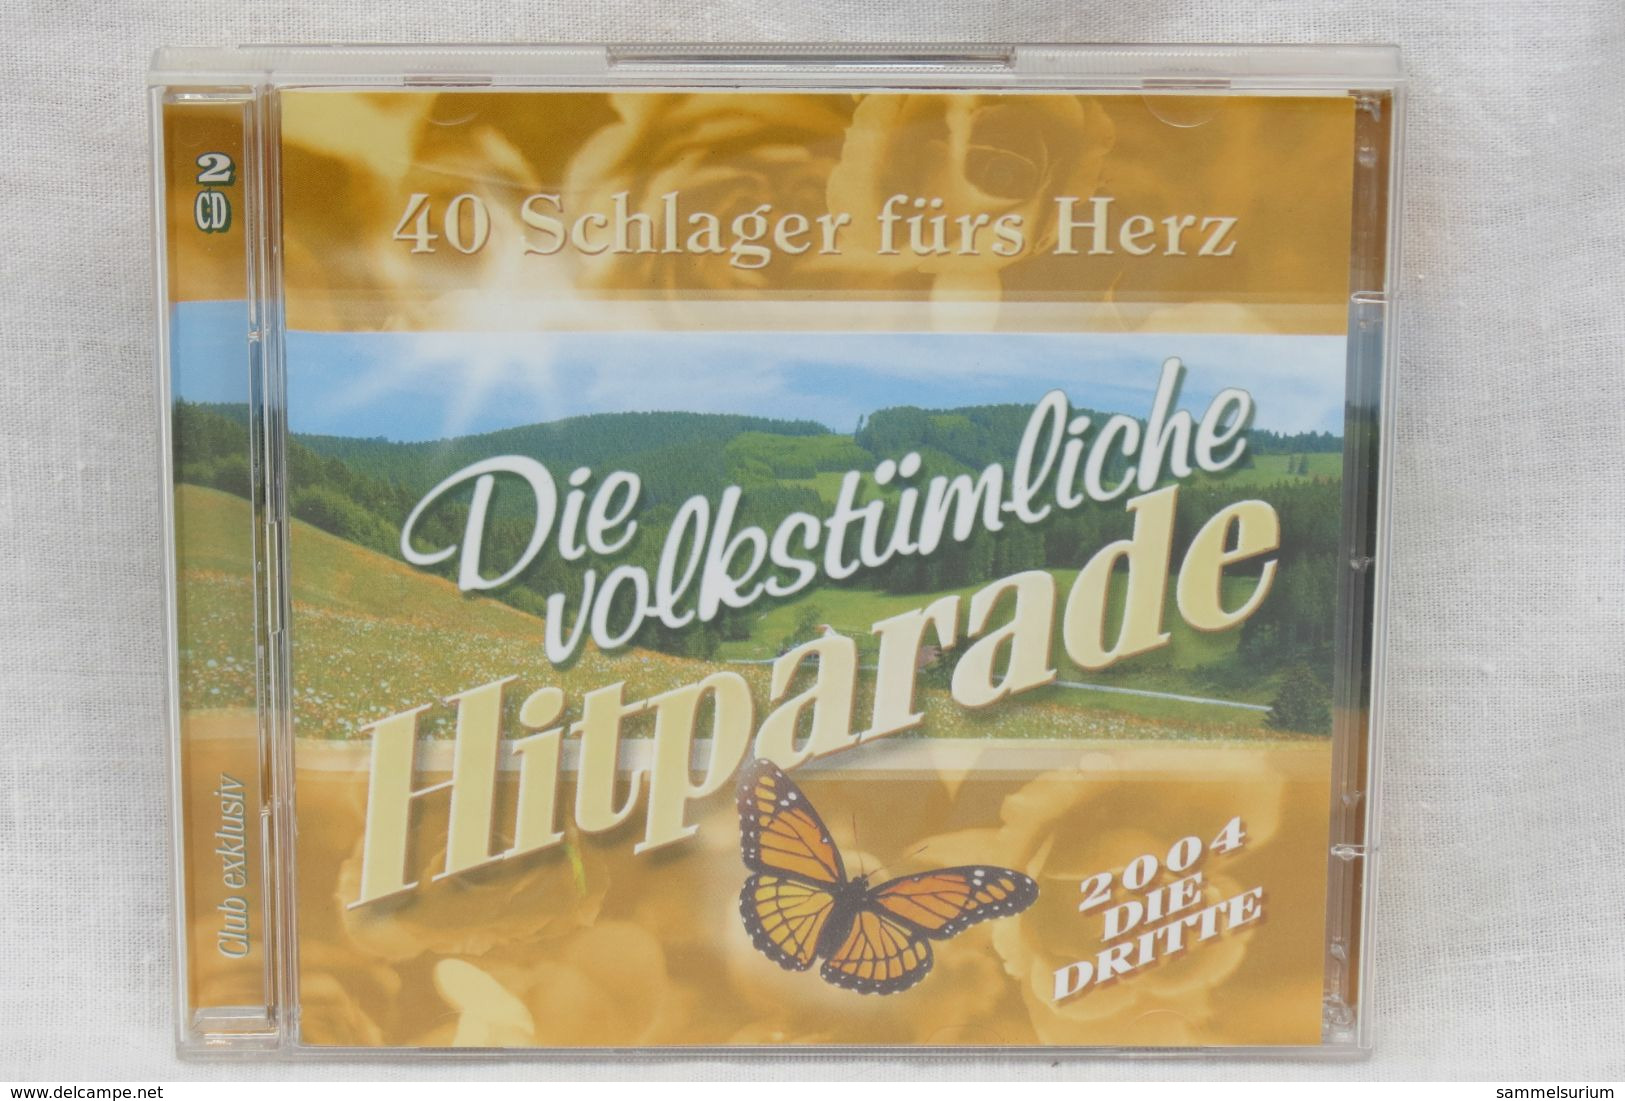 2
CD
40 Schlager fürs Herz
Die
volkstümliche
Hitparade
Club exklusiv
2004
DIE
DRITTE
www.delcampe.net
sammelsurium